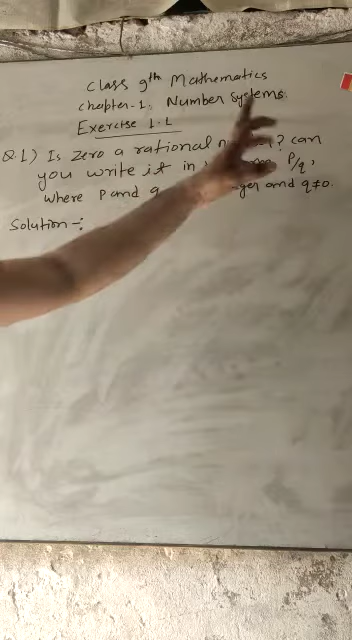 Class 9th Mathematics
chapter-1, Number Systems.
Exercise 1.1
Q.1) Is zero a rational ? can
you write it in P/q,
where p and q and q≠0.
Solution -: